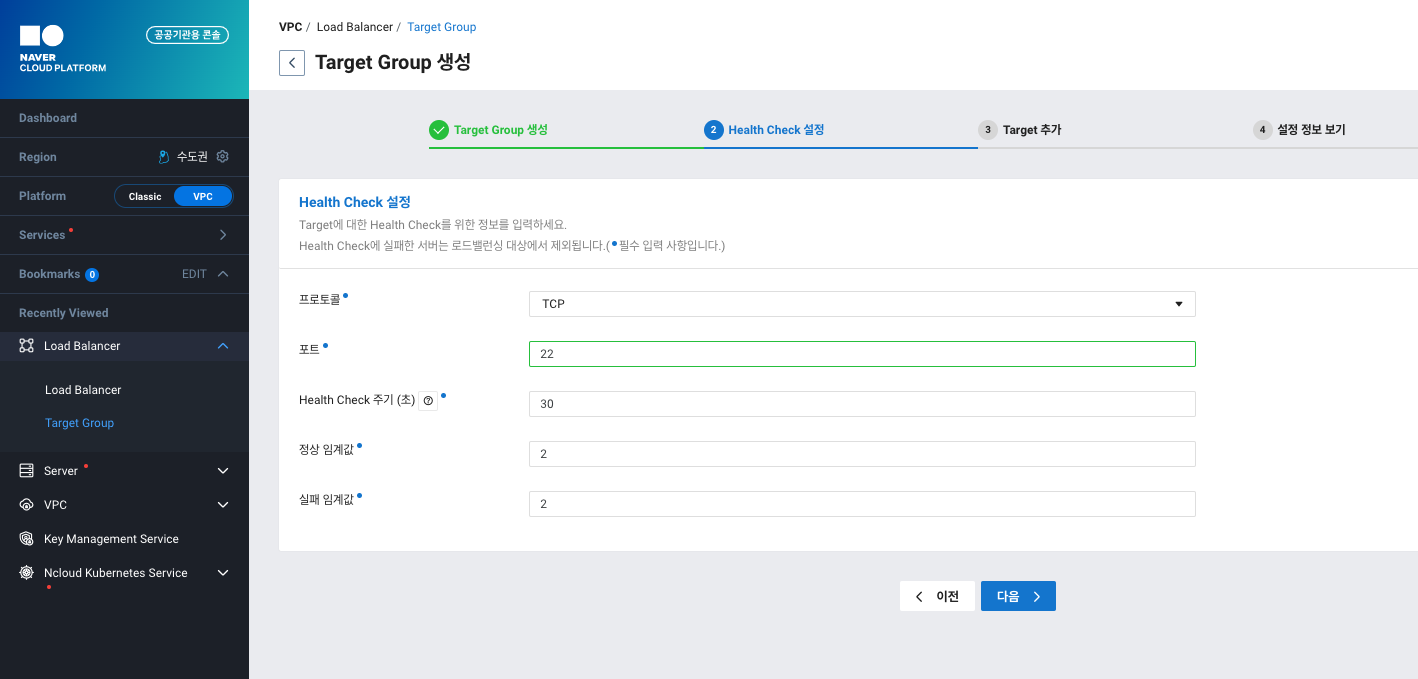 NAVER
CLOUD PLATFORM
공공기관용 콘솔
Dashboard
Region 수도권
Platform Classic VPC
Services
Bookmarks 0 EDIT
Recently Viewed
Load Balancer
Load Balancer
Target Group
Server
VPC
Key Management Service
Ncloud Kubernetes Service
VPC / Load Balancer / Target Group
Target Group 생성
Target Group 생성
2 Health Check 설정
3 Target 추가
4 설정 정보 보기
Health Check 설정
Target에 대한 Health Check를 위한 정보를 입력하세요.
Health Check에 실패한 서버는 로드밸런싱 대상에서 제외됩니다.(•필수 입력 사항입니다.)
프로토콜 TCP
포트 22
Health Check 주기 (초) 30
정상 임계값 2
실패 임계값 2
이전 다음